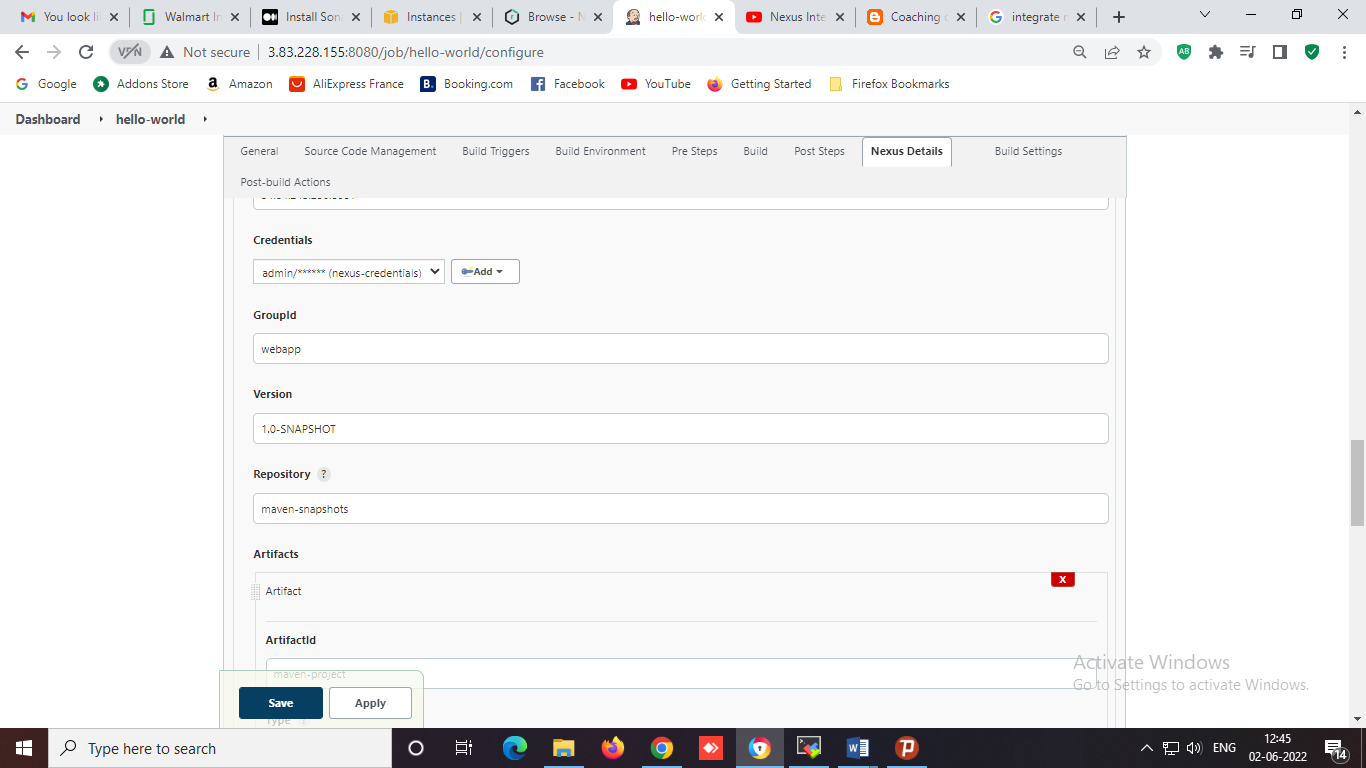 You look li
Walmart In
Install Son
Instances |
Browse - N
hello-worl
Nexus Inte
Coaching
integrate
VPN
Not secure
3.83.228.155:8080/job/hello-world/configure
Google
Addons Store
Amazon
AliExpress France
Booking.com
Facebook
YouTube
Getting Started
Firefox Bookmarks
Dashboard
hello-world
General
Source Code Management
Build Triggers
Build Environment
Pre Steps
Build
Post Steps
Nexus Details
Build Settings
Post-build Actions
Credentials
admin/****** (nexus-credentials)
Add
GroupId
webapp
Version
1.0-SNAPSHOT
Repository ?
maven-snapshots
Artifacts
X
Artifact
ArtifactId
maven-project
Save
Apply
Type
Activate Windows
Go to Settings to activate Windows.
Type here to search
ENG
12:45
02-06-2022
14